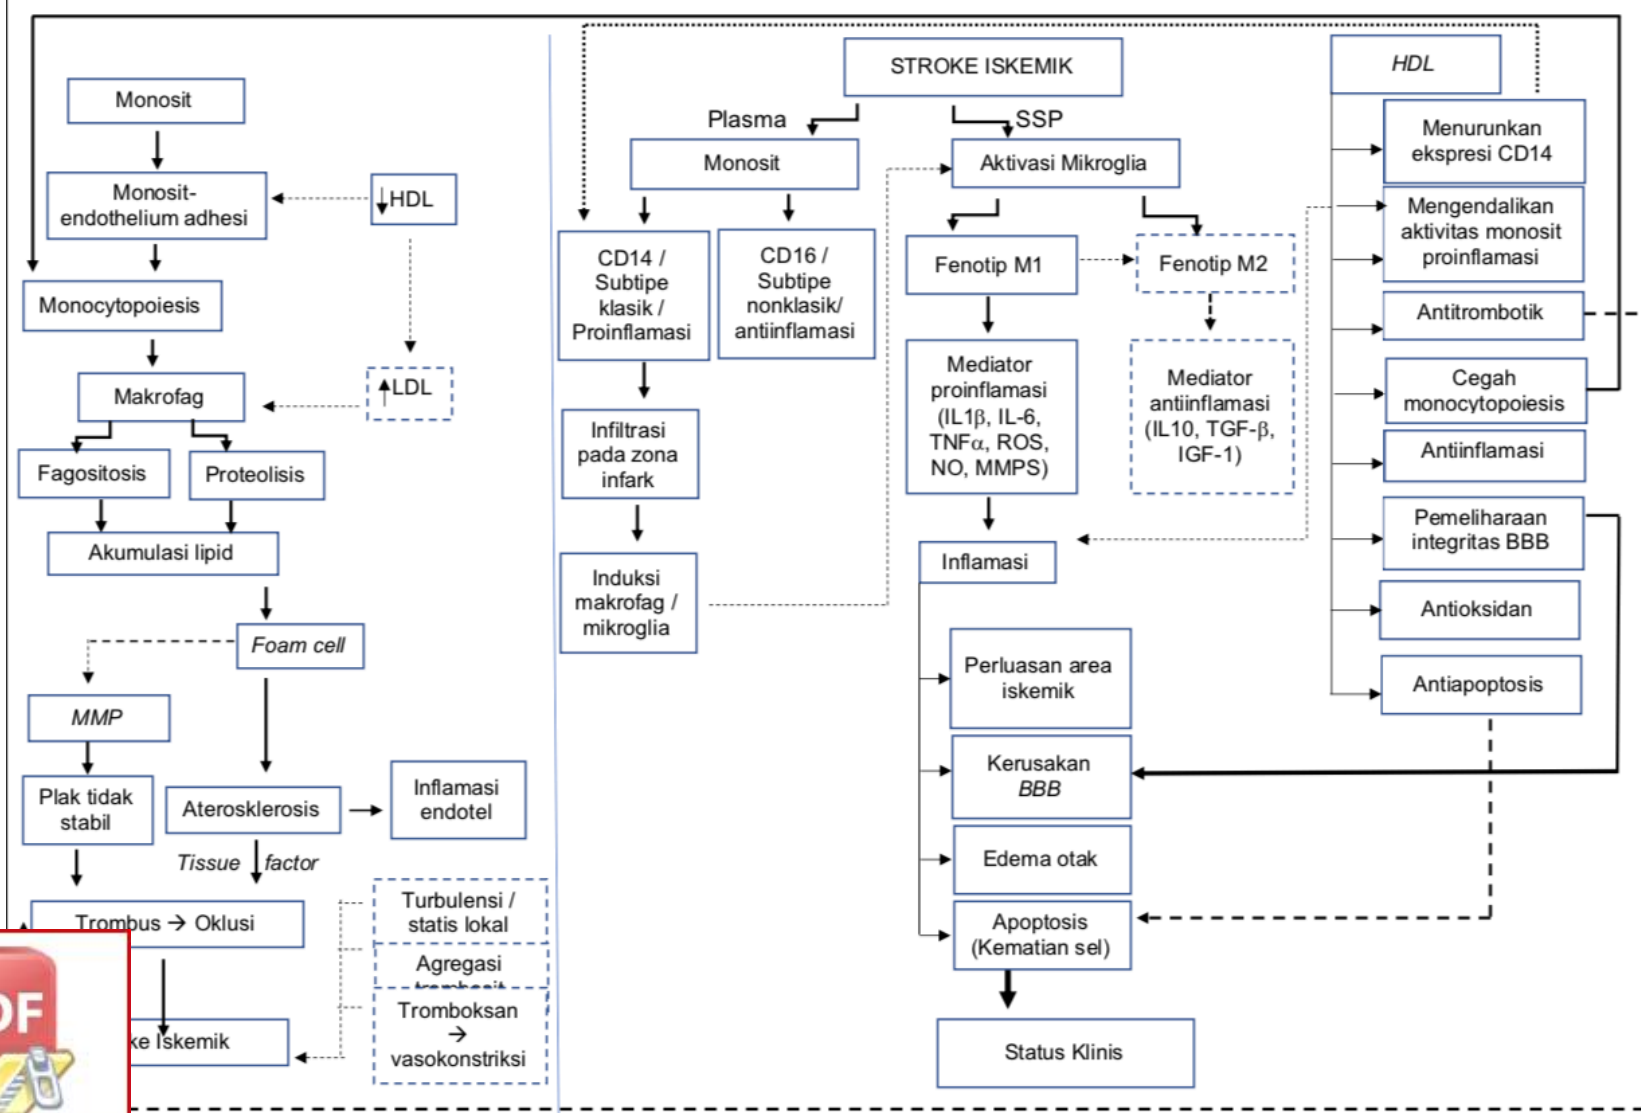 Monosit
Monosit-
endothelium adhesi
↓HDL
Monocytopoiesis
Makrofag
↑LDL
Fagositosis
Proteolisis
Akumulasi lipid
Foam cell
MMP
Plak tidak
stabil
Aterosklerosis
Inflamasi
endotel
Tissue factor
Trombus → Oklusi
Turbulensi /
statis lokal
Agregasi
Tromboksan
→
vasokonstriksi
ke Iskemik
DF
STROKE ISKEMIK
Plasma
SSP
Monosit
Aktivasi Mikroglia
CD14 /
Subtipe
klasik /
Proinflamasi
CD16 /
Subtipe
nonklasik/
antiinflamasi
Fenotip M1
Fenotip M2
Infiltrasi
pada zona
infark
Mediator
proinflamasi
(IL1β, IL-6,
TNFα, ROS,
NO, MMPS)
Mediator
antiinflamasi
(IL10, TGF-β,
IGF-1)
Induksi
makrofag /
mikroglia
Inflamasi
Perluasan area
iskemik
Kerusakan
BBB
Edema otak
Apoptosis
(Kematian sel)
Status Klinis
HDL
Menurunkan
ekspresi CD14
Mengendalikan
aktivitas monosit
proinflamasi
Antitrombotik
Cegah
monocytopoiesis
Antiinflamasi
Pemeliharaan
integritas BBB
Antioksidan
Antiapoptosis